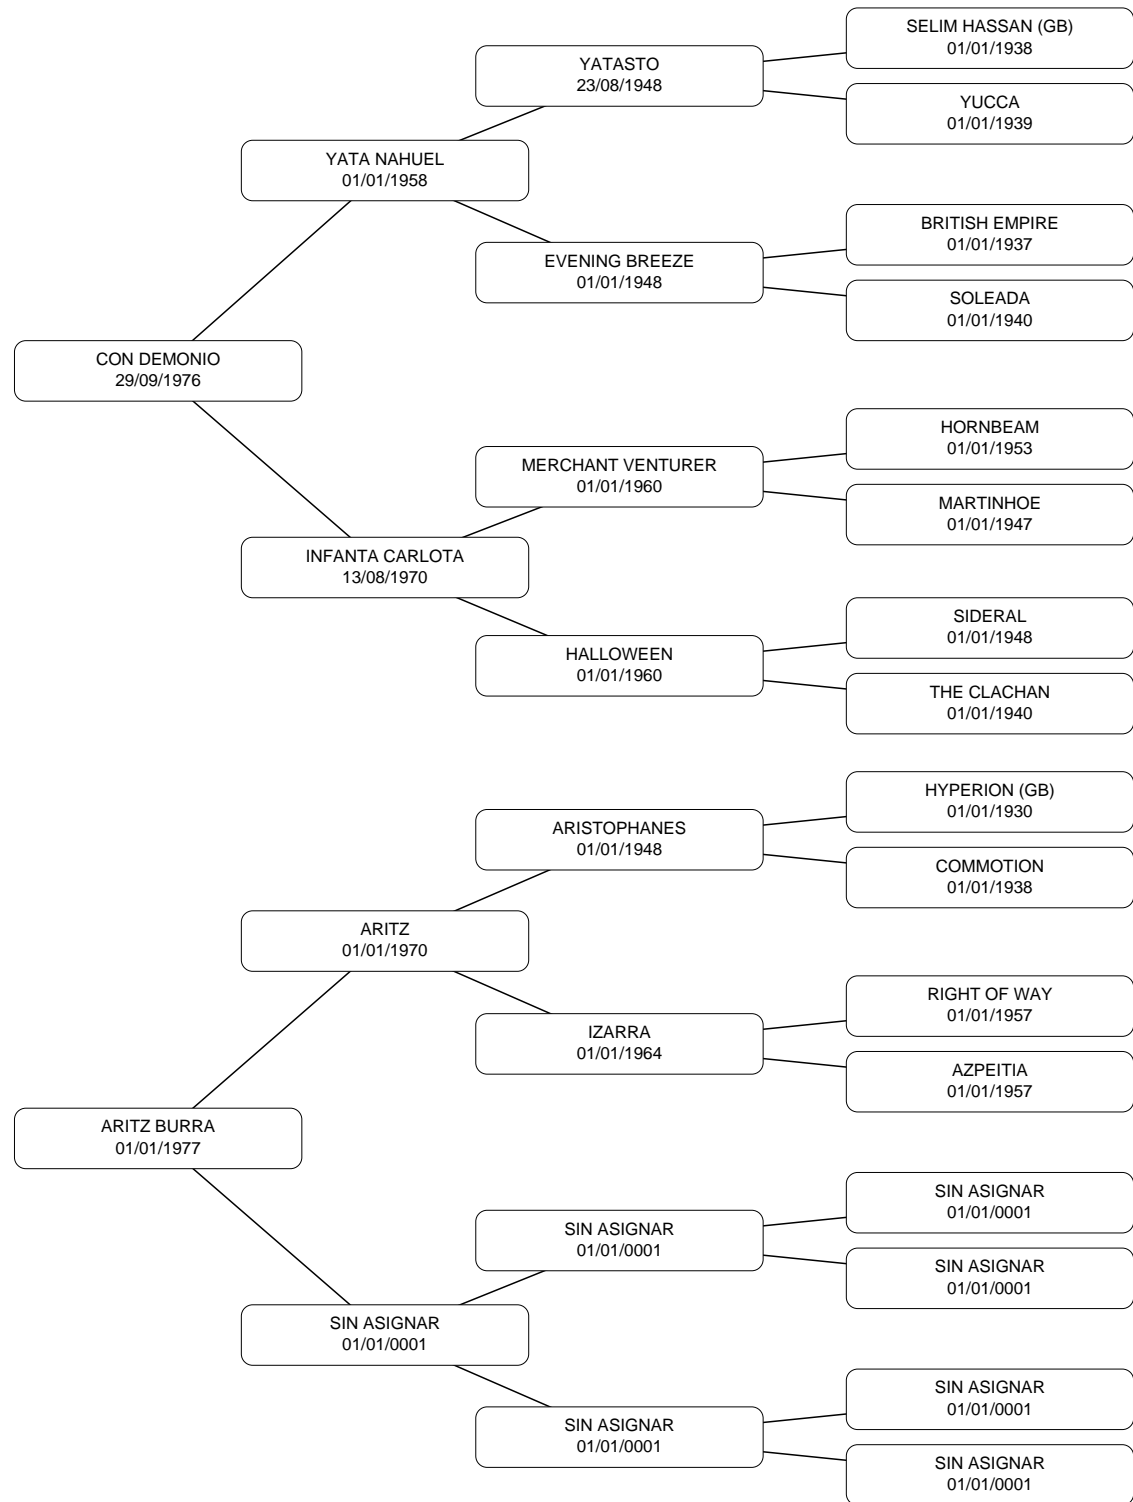 SELIM HASSAN (GB)
01/01/1938
YATASTO
23/08/1948
YUCCA
01/01/1939
YATA NAHUEL
01/01/1958
BRITISH EMPIRE
01/01/1937
EVENING BREEZE
01/01/1948
SOLEADA
01/01/1940
CON DEMONIO
29/09/1976
HORNBEAM
01/01/1953
MERCHANT VENTURER
01/01/1960
MARTINHOE
01/01/1947
INFANTA CARLOTA
13/08/1970
SIDERAL
01/01/1948
HALLOWEEN
01/01/1960
THE CLACHAN
01/01/1940
HYPERION (GB)
01/01/1930
ARISTOPHANES
01/01/1948
COMMOTION
01/01/1938
ARITZ
01/01/1970
RIGHT OF WAY
01/01/1957
IZARRA
01/01/1964
AZPEITIA
01/01/1957
ARITZ BURRA
01/01/1977
SIN ASIGNAR
01/01/0001
SIN ASIGNAR
01/01/0001
SIN ASIGNAR
01/01/0001
SIN ASIGNAR
01/01/0001
SIN ASIGNAR
01/01/0001
SIN ASIGNAR
01/01/0001
SIN ASIGNAR
01/01/0001